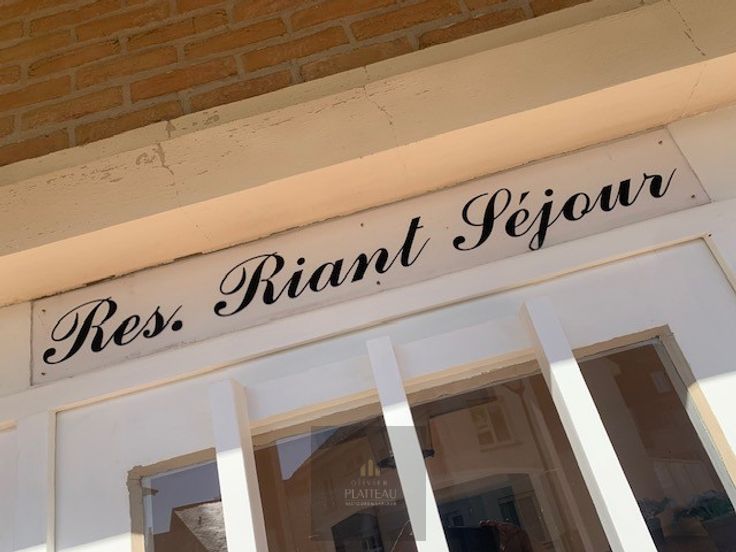 Res. Riant Séjour
OLIVIER
PLATTEAU